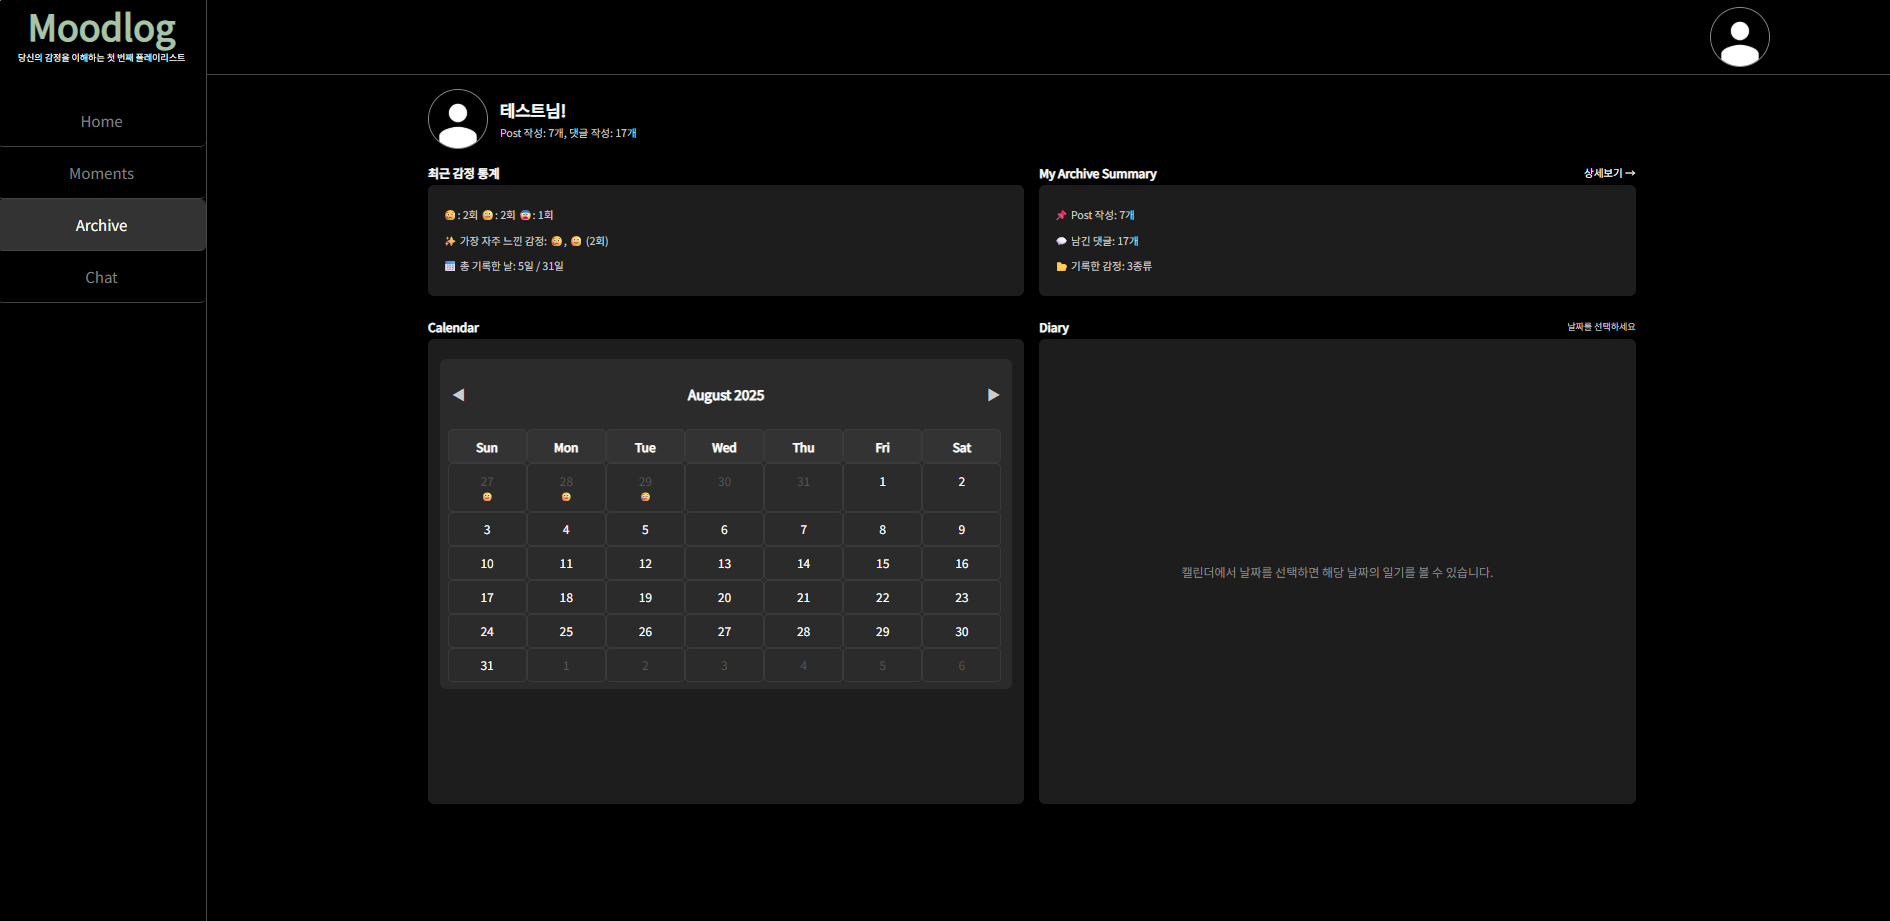 Moodlog
당신의 감정을 이해하는 첫 번째 플레이리스트
Home
Moments
Archive
Chat
테스트님!
Post 작성: 7개, 댓글 작성: 17개
최근 감정 통계
: 2회 : 2회 : 1회
가장 자주 느낀 감정: , (2회)
총 기록한 날: 5일 / 31일
My Archive Summary
상세보기 →
Post 작성: 7개
남긴 댓글: 17개
기록한 감정: 3종류
Calendar
◀ August 2025 ▶
Sun Mon Tue Wed Thu Fri Sat
27 28 29 30 31 1 2
3 4 5 6 7 8 9
10 11 12 13 14 15 16
17 18 19 20 21 22 23
24 25 26 27 28 29 30
31 1 2 3 4 5 6
Diary
날짜를 선택하세요
캘린더에서 날짜를 선택하면 해당 날짜의 일기를 볼 수 있습니다.